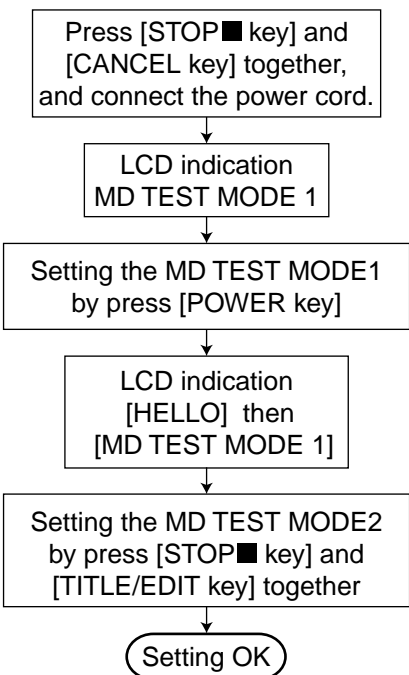 Press [STOP■ key] and
[CANCEL key] together,
and connect the power cord.
LCD indication
MD TEST MODE 1
Setting the MD TEST MODE1
by press [POWER key]
LCD indication
[HELLO] then
[MD TEST MODE 1]
Setting the MD TEST MODE2
by press [STOP■ key] and
[TITLE/EDIT key] together
Setting OK